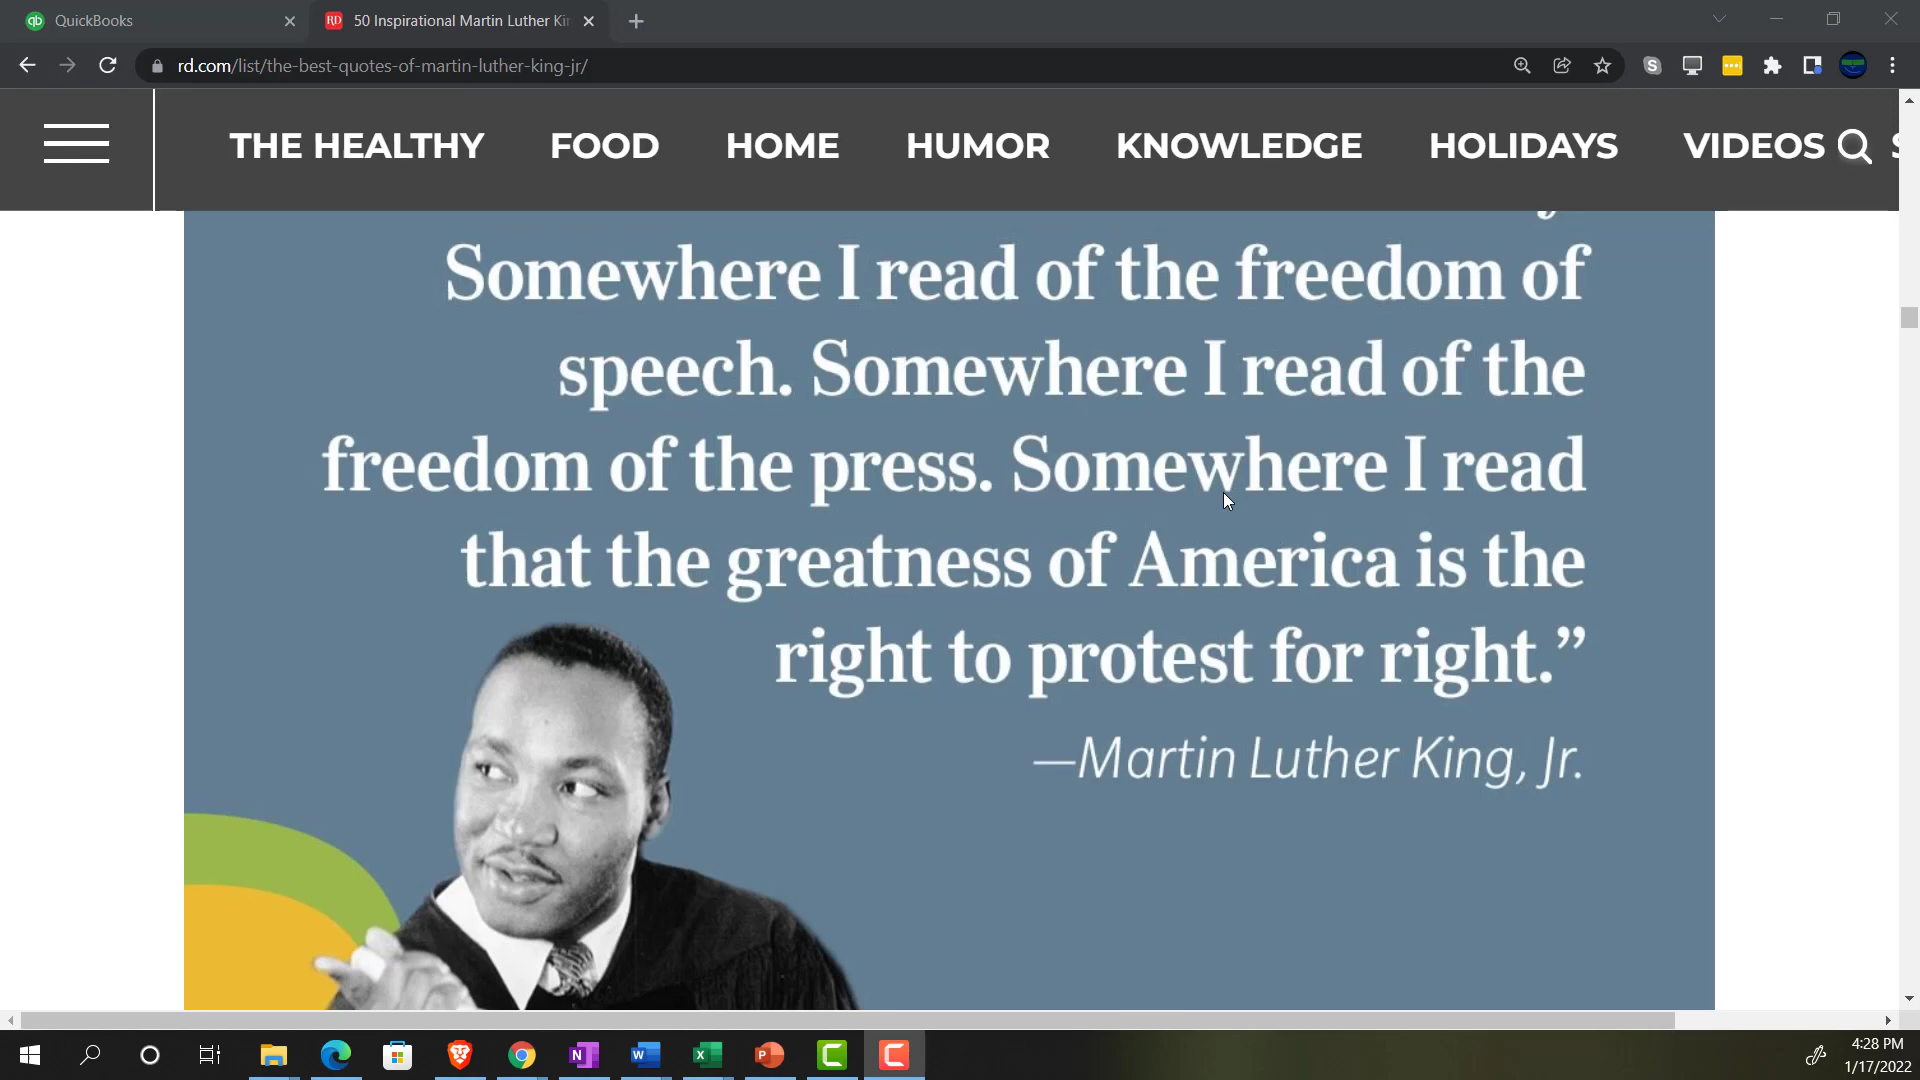 QuickBooks
50 Inspirational Martin Luther Ki
rd.com/list/the-best-quotes-of-martin-luther-king-jr/
THE HEALTHY FOOD HOME HUMOR KNOWLEDGE HOLIDAYS VIDEOS
Somewhere I read of the freedom of
speech. Somewhere I read of the
freedom of the press. Somewhere I read
that the greatness of America is the
right to protest for right.”
—Martin Luther King, Jr.
4:28 PM
1/17/2022